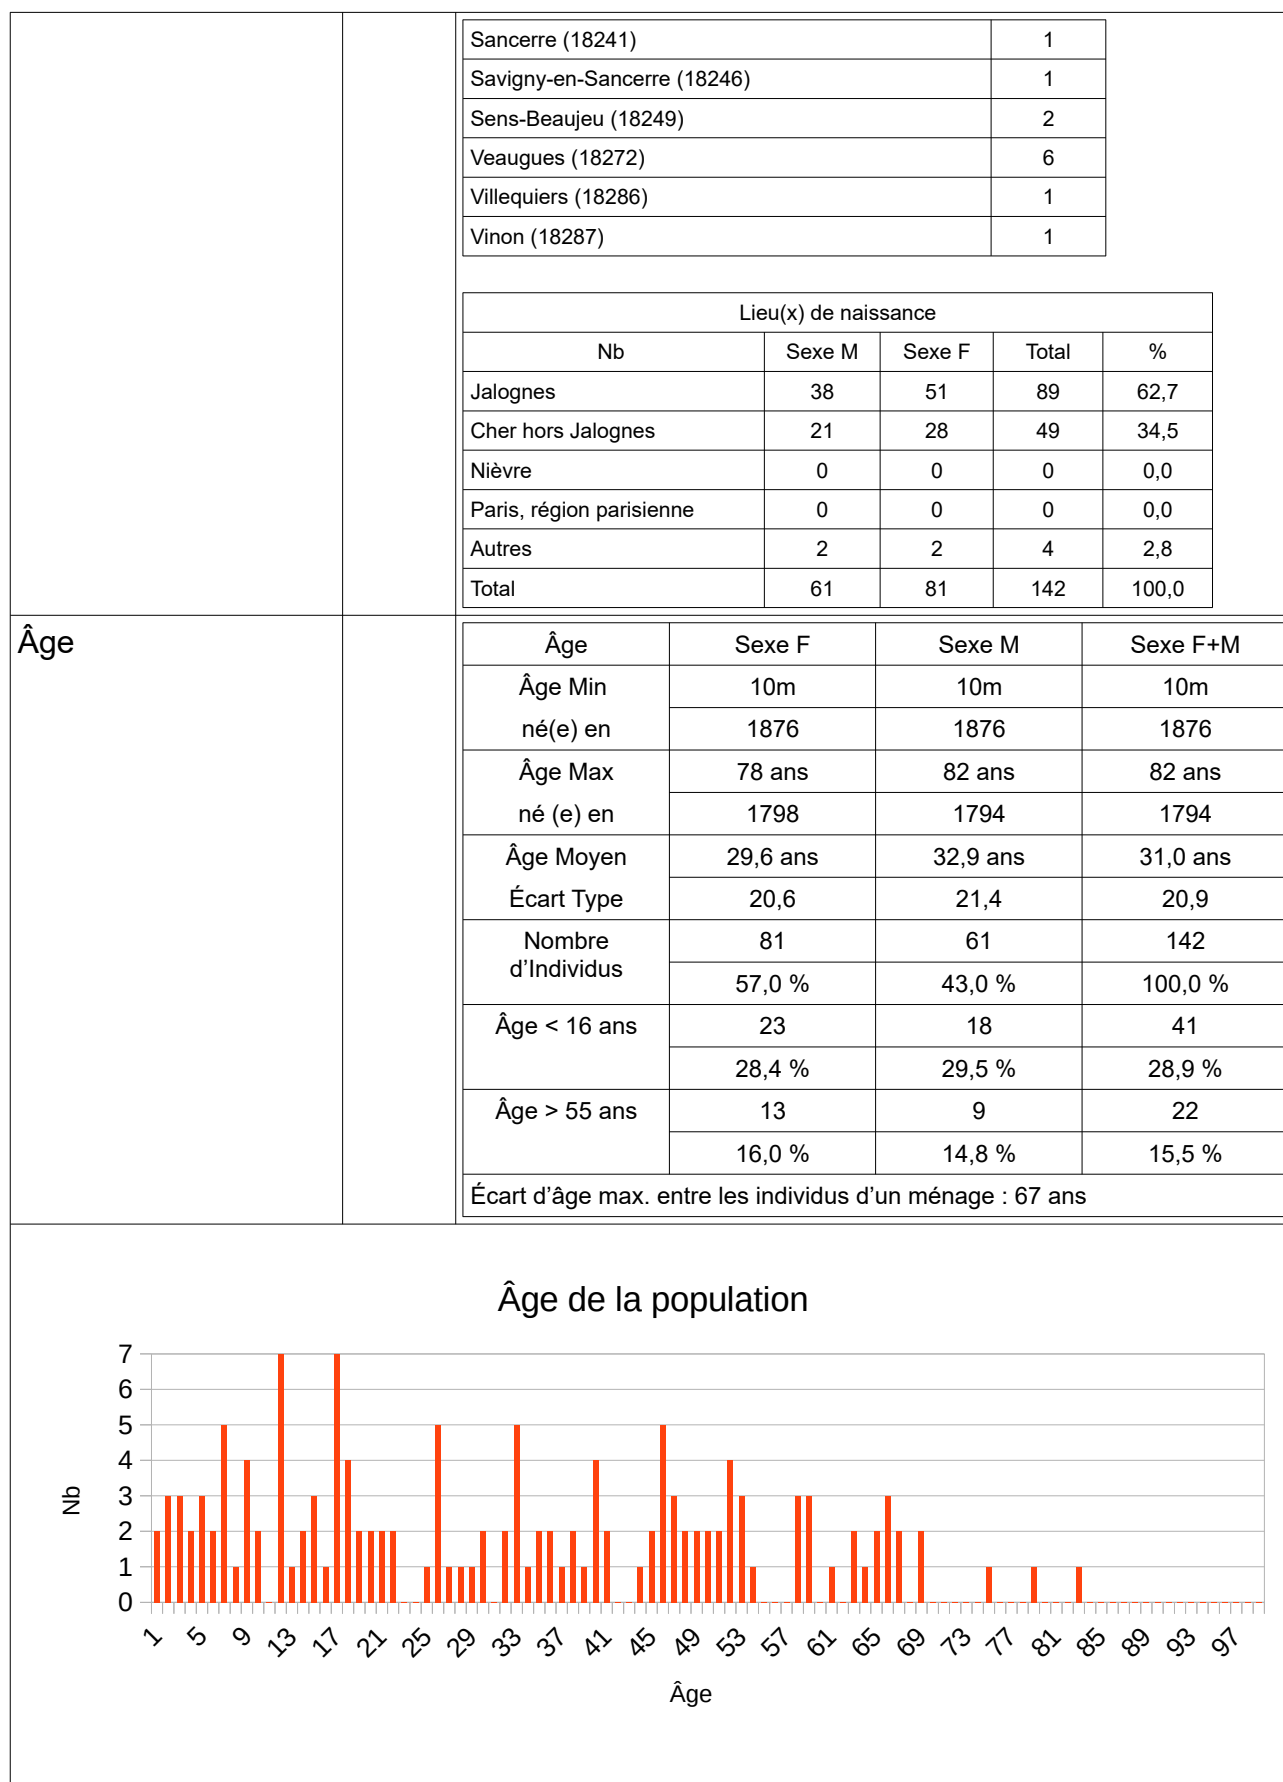 Sancerre (18241) 1
Savigny-en-Sancerre (18246) 1
Sens-Beaujeu (18249) 2
Veaugues (18272) 6
Villequiers (18286) 1
Vinon (18287) 1
Lieu(x) de naissance
Nb Sexe M Sexe F Total %
Jalognes 38 51 89 62,7
Cher hors Jalognes 21 28 49 34,5
Nièvre 0 0 0 0,0
Paris, région parisienne 0 0 0 0,0
Autres 2 2 4 2,8
Total 61 81 142 100,0
Âge
Âge Sexe F Sexe M Sexe F+M
Âge Min 10m 10m 10m
né(e) en 1876 1876 1876
Âge Max 78 ans 82 ans 82 ans
né (e) en 1798 1794 1794
Âge Moyen 29,6 ans 32,9 ans 31,0 ans
Écart Type 20,6 21,4 20,9
Nombre 81 61 142
d’Individus
57,0 % 43,0 % 100,0 %
Âge < 16 ans 23 18 41
28,4 % 29,5 % 28,9 %
Âge > 55 ans 13 9 22
16,0 % 14,8 % 15,5 %
Écart d’âge max. entre les individus d’un ménage : 67 ans
Âge de la population
7
6
5
4
3
2
1
0
Nb
1 5 9 13 17 21 25 29 33 37 41 45 49 53 57 61 65 69 73 77 81 85 89 93 97
Âge